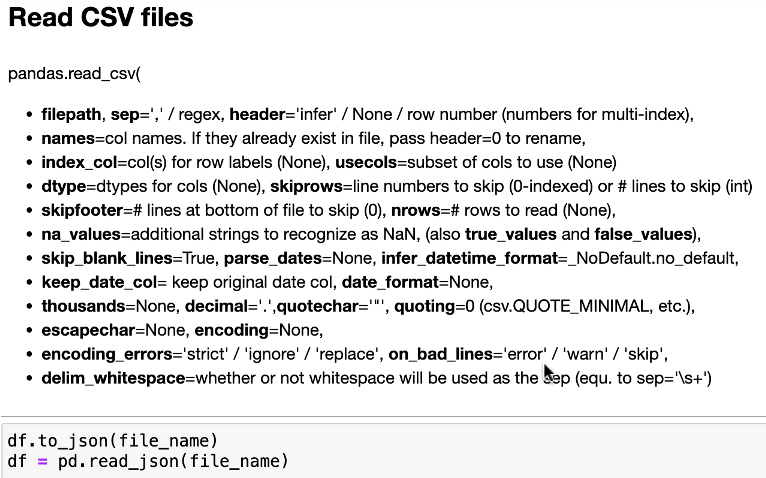 Read CSV files
pandas.read_csv(
• filepath, sep=',' / regex, header='infer' / None / row number (numbers for multi-index),
• names=col names. If they already exist in file, pass header=0 to rename,
• index_col=col(s) for row labels (None), usecols=subset of cols to use (None)
• dtype=dtypes for cols (None), skiprows=line numbers to skip (0-indexed) or # lines to skip (int)
• skipfooter=# lines at bottom of file to skip (0), nrows=# rows to read (None),
• na_values=additional strings to recognize as NaN, (also true_values and false_values),
• skip_blank_lines=True, parse_dates=None, infer_datetime_format=_NoDefault.no_default,
• keep_date_col= keep original date col, date_format=None,
• thousands=None, decimal='.',quotechar='"', quoting=0 (csv.QUOTE_MINIMAL, etc.),
• escapechar=None, encoding=None,
• encoding_errors='strict' / 'ignore' / 'replace', on_bad_lines='error' / 'warn' / 'skip',
• delim_whitespace=whether or not whitespace will be used as the sep (equ. to sep='\s+')
df.to_json(file_name)
df = pd.read_json(file_name)